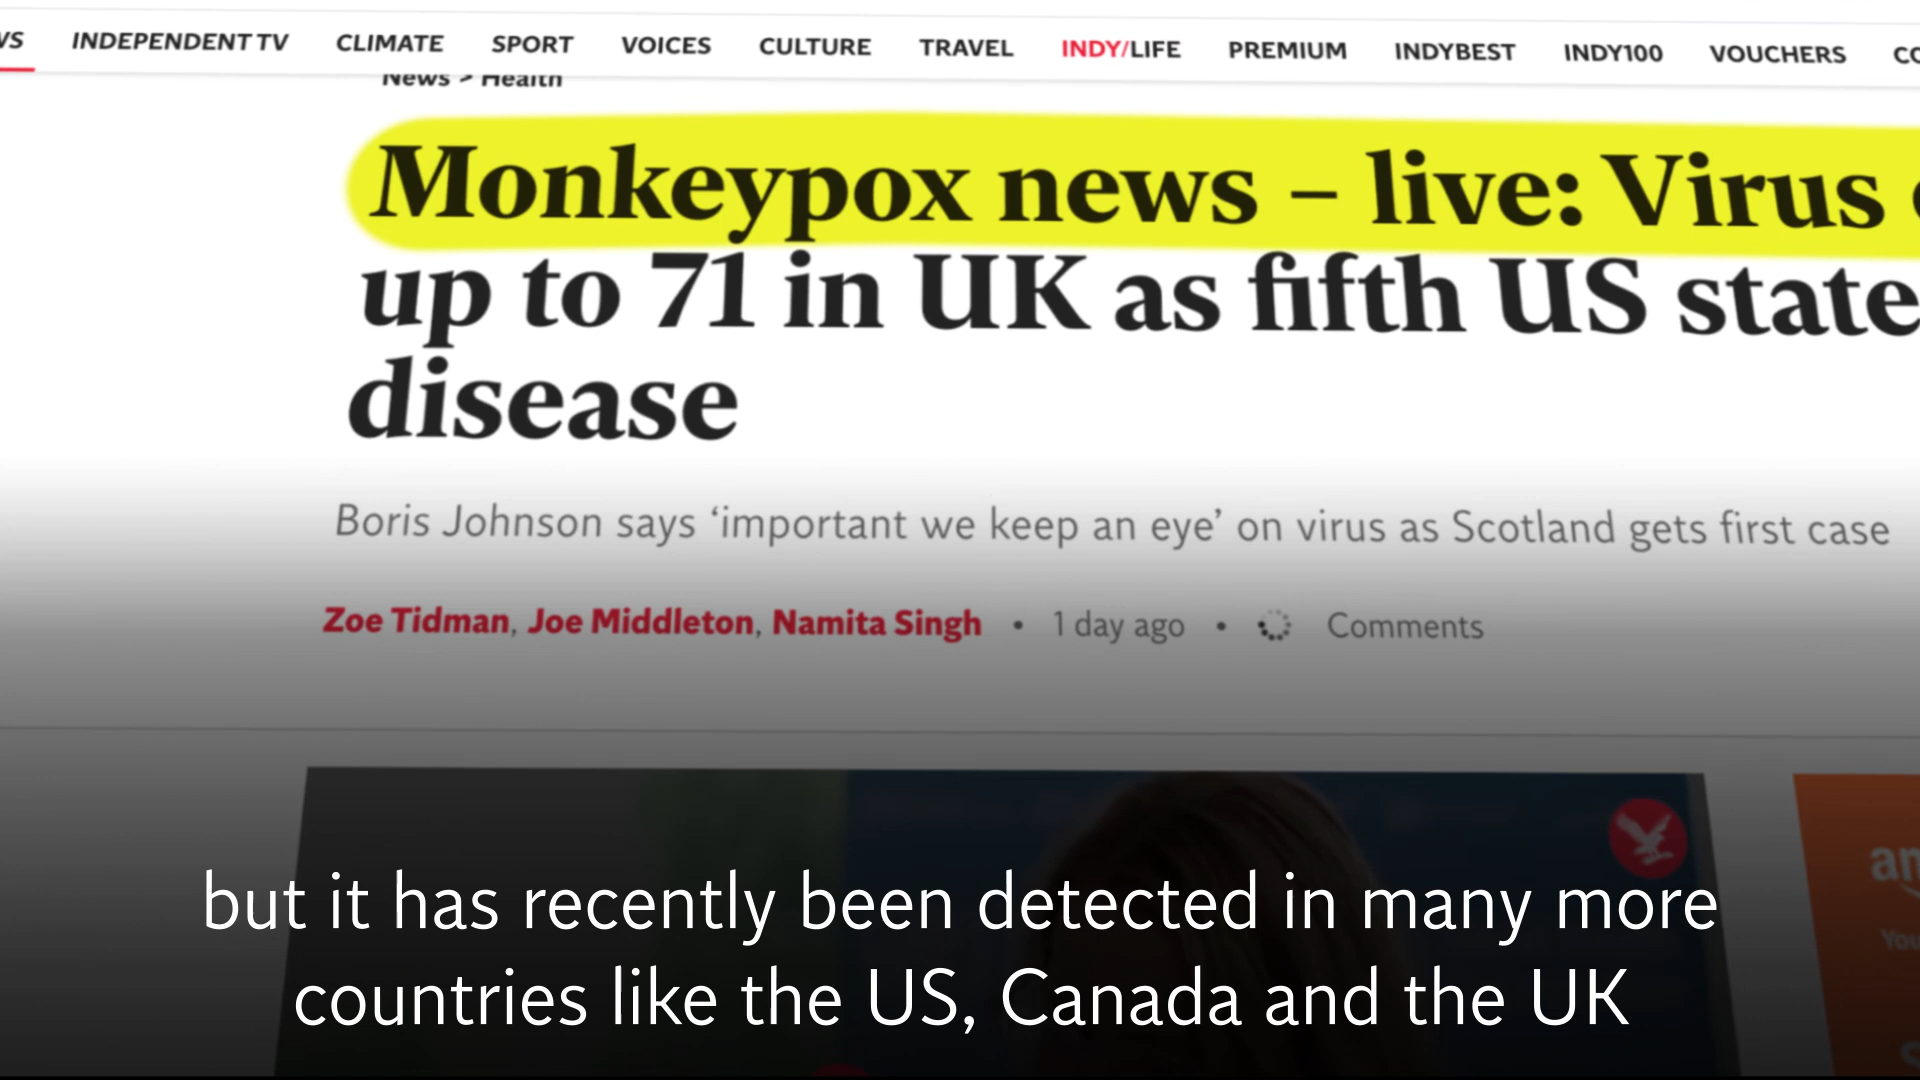 INDEPENDENT TV CLIMATE SPORT VOICES CULTURE TRAVEL INDY/LIFE PREMIUM INDYBEST INDY100 VOUCHERS
News > Health
Monkeypox news – live: Virus
up to 71 in UK as fifth US state
disease
Boris Johnson says ‘important we keep an eye’ on virus as Scotland gets first case
Zoe Tidman, Joe Middleton, Namita Singh • 1 day ago • Comments
but it has recently been detected in many more
countries like the US, Canada and the UK